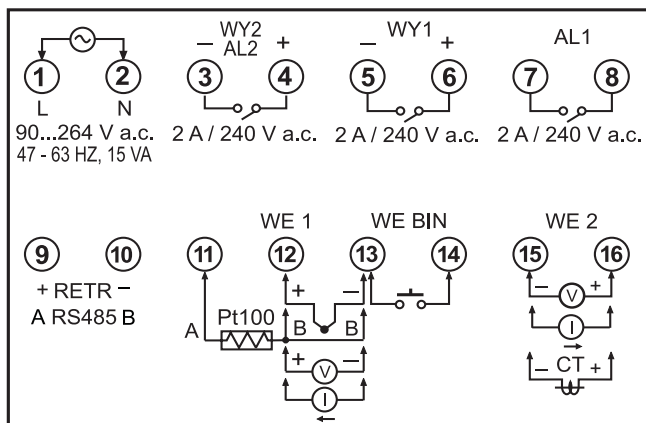 WY2
− AL2 +
WY1
− +
AL1
1 2 3 4 5 6 7 8
L N
90...264 V a.c.
47 - 63 HZ, 15 VA
2 A / 240 V a.c.
2 A / 240 V a.c.
2 A / 240 V a.c.
WE 1 WE BIN WE 2
9 10 11 12 13 14 15 16
+ RETR −
A RS485 B
+ −
A Pt100 B B
+ V −
I
− V +
I
− CT +